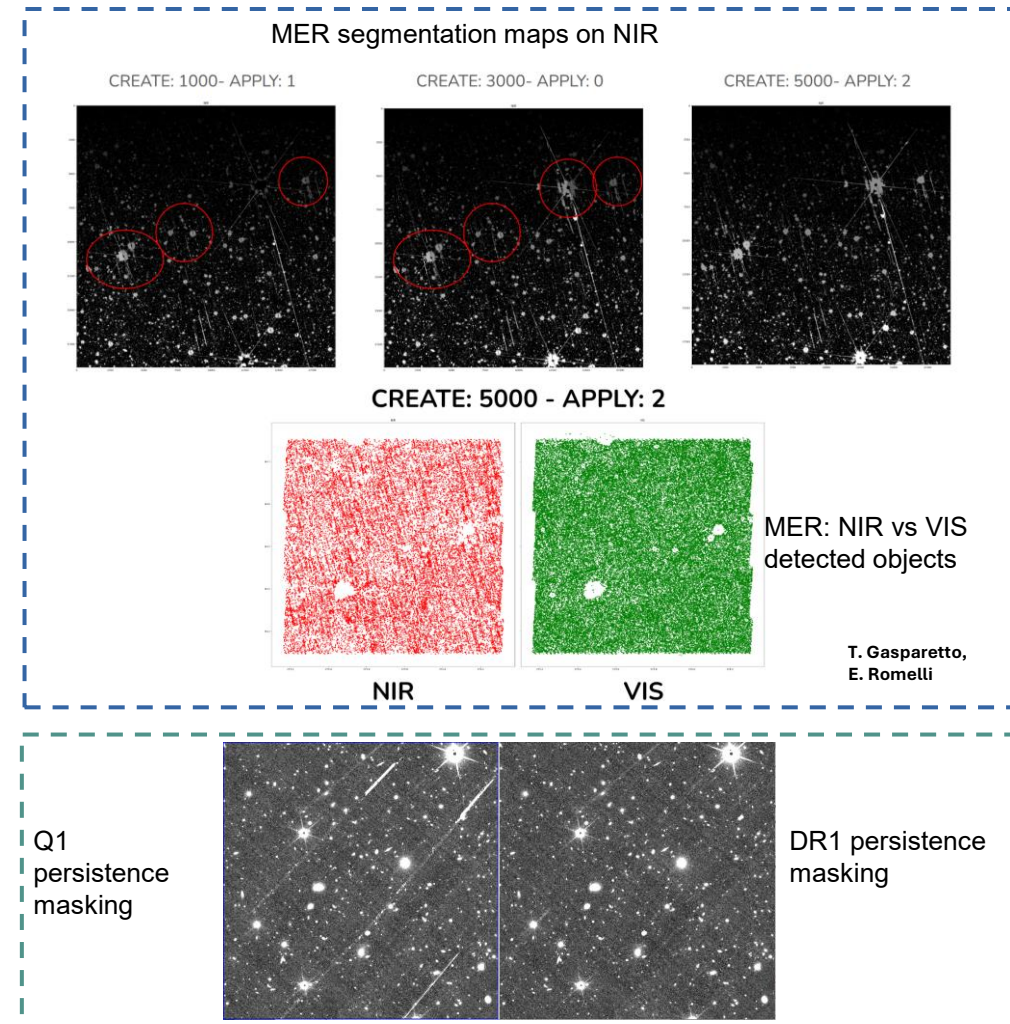 MER segmentation maps on NIR
CREATE: 1000- APPLY: 1
CREATE: 3000- APPLY: 0
CREATE: 5000- APPLY: 2
CREATE: 5000 - APPLY: 2
NIR
VIS
MER: NIR vs VIS
detected objects
T. Gasparetto,
E. Romelli
Q1
persistence
masking
DR1 persistence
masking